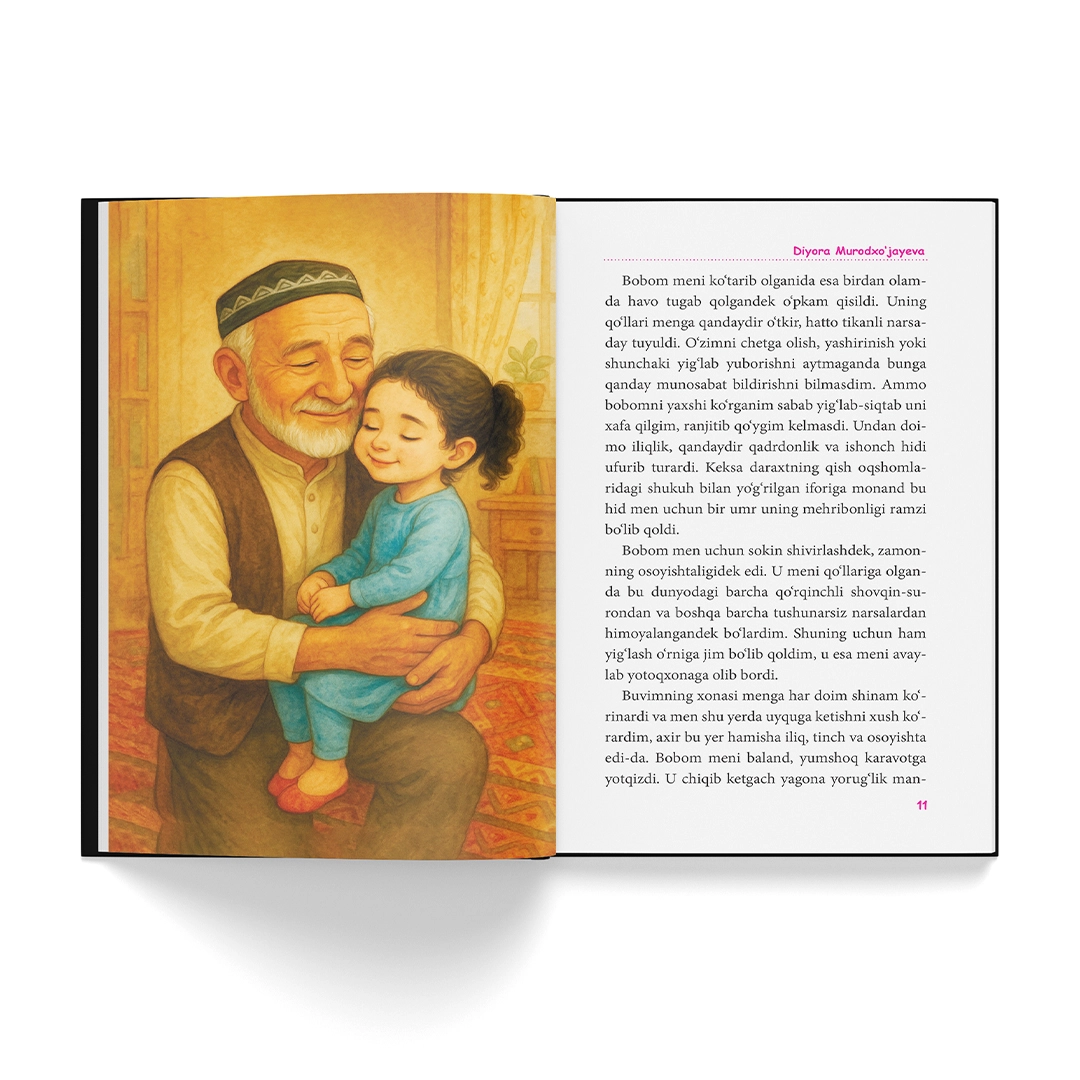 Diyora Murodxo‘jayeva
Bobom meni ko‘tarib olganida esa birdan olam-
da havo tugab qolgandek o‘pkam qisildi. Uning
qo‘llari menga qandaydir o‘tkir, hatto tikanli narsa-
day tuyuldi. O‘zimni chetga olish, yashirinish yoki
shunchaki yig‘lab yuborishni aytmaganda bunga
qanday munosabat bildirishni bilmasdim. Ammo
bobomni yaxshi ko‘rganim sabab yig‘lab-siqtab uni
xafa qilgim, ranjitib qo‘ygim kelmasdi. Undan doi-
mo iliqlik, qandaydir qadrdonlik va ishonch hidi
ufurib turardi. Keksa daraxtning qish oqshomla-
ridagi shukuh bilan yo‘g‘rilgan iforiga monand bu
hid men uchun bir umr uning mehribonligi ramzi
bo‘lib qoldi.
Bobom men uchun sokin shivirlashdek, zamon-
ning osoyishtaligidek edi. U meni qo‘llariga olgan-
da bu dunyodagi barcha qo‘rqinchli shovqin-su-
rondan va boshqa barcha tushunarsiz narsalardan
himoyalangandek bo‘lardim. Shuning uchun ham
yig‘lash o‘rniga jim bo‘lib qoldim, u esa meni avay-
lab yotoqxonaga olib bordi.
Buvimning xonasi menga har doim shinam ko‘-
rinardi va men shu yerda uyquga ketishni xush ko‘-
rardim, axir bu yer hamisha iliq, tinch va osoyishta
edi-da. Bobom meni baland, yumshoq karavotga
yotqizdi. U chiqib ketgach yagona yorug‘lik man-
11